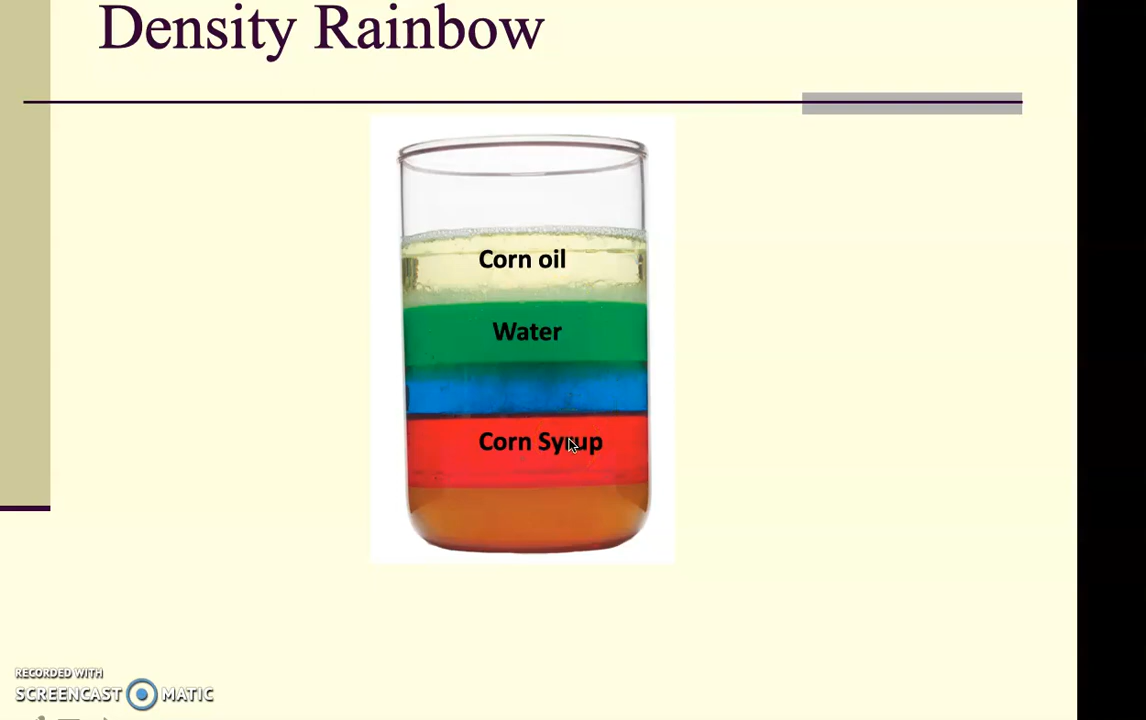 Density Rainbow
Corn oil
Water
Corn Syrup
RECORDED WITH
SCREENCAST MATIC